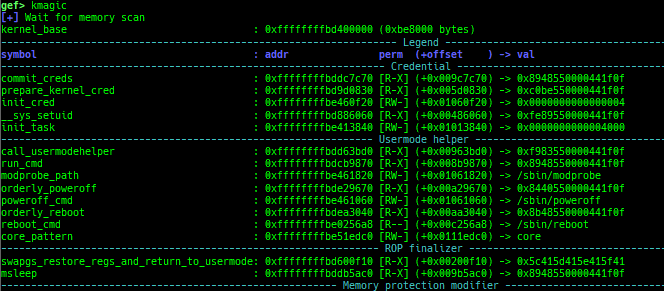 gef> kmagic
[+] Wait for memory scan
kernel_base : 0xffffffffbd400000 (0xbe8000 bytes)
Legend
symbol : addr perm (+offset ) -> val
Credential
commit_creds : 0xffffffffbddc7c70 [R-X] (+0x009c7c70) -> 0x8948550000441f0f
prepare_kernel_cred : 0xffffffffbd9d0830 [R-X] (+0x005d0830) -> 0xc0be550000441f0f
init_cred : 0xffffffffbe460f20 [RW-] (+0x01060f20) -> 0x0000000000000004
__sys_setuid : 0xffffffffbd886060 [R-X] (+0x00486060) -> 0xfe89550000441f0f
init_task : 0xffffffffbe413840 [RW-] (+0x01013840) -> 0x0000000000004000
Usermode helper
call_usermodehelper : 0xffffffffbdd63bd0 [R-X] (+0x00963bd0) -> 0xf983550000441f0f
run_cmd : 0xffffffffbdcb9870 [R-X] (+0x008b9870) -> 0x8948550000441f0f
modprobe_path : 0xffffffffbe461820 [RW-] (+0x01061820) -> /sbin/modprobe
orderly_poweroff : 0xffffffffbde29670 [R-X] (+0x00a29670) -> 0x8440550000441f0f
poweroff_cmd : 0xffffffffbe461060 [RW-] (+0x01061060) -> /sbin/poweroff
orderly_reboot : 0xffffffffbdea3040 [R-X] (+0x00aa3040) -> 0x8b48550000441f0f
reboot_cmd : 0xffffffffbe0256a8 [R--] (+0x00c256a8) -> /sbin/reboot
core_pattern : 0xffffffffbe51edc0 [RW-] (+0x0111edc0) -> core
ROP finalizer
swapgs_restore_regs_and_return_to_usermode: 0xffffffffbd600f10 [R-X] (+0x00200f10) -> 0x5c415d415e415f41
msleep : 0xffffffffbddb5ac0 [R-X] (+0x009b5ac0) -> 0x8948550000441f0f
Memory protection modifier